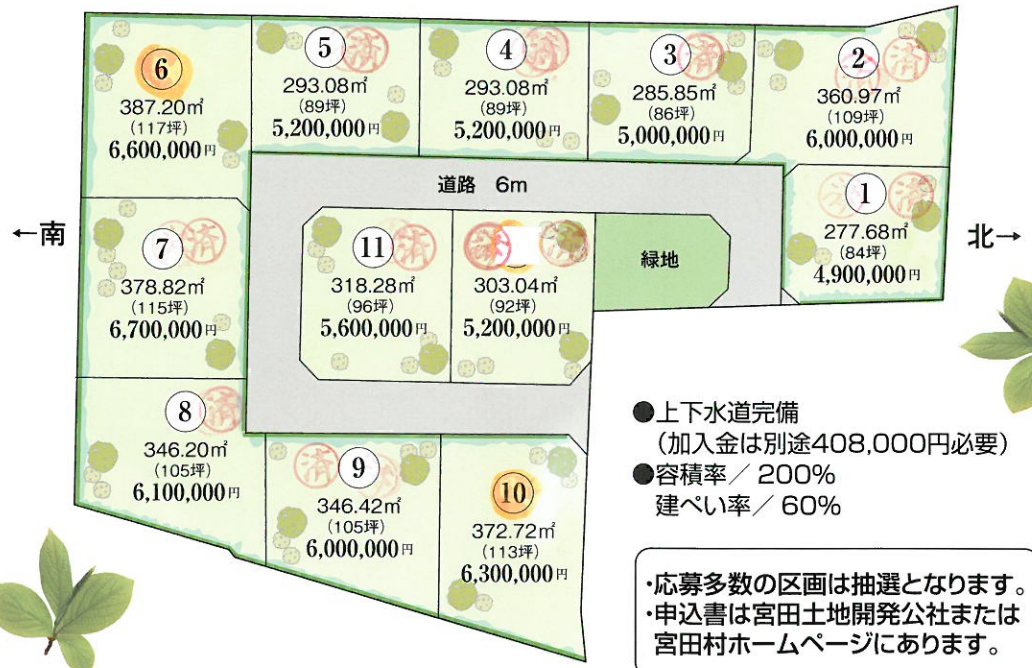 ⑥
387.20㎡
(117坪)
6,600,000円
⑤
済
293.08㎡
(89坪)
5,200,000円
④
済
293.08㎡
(89坪)
5,200,000円
③
済
285.85㎡
(86坪)
5,000,000円
②
済
360.97㎡
(109坪)
6,000,000円
①
済
277.68㎡
(84坪)
4,900,000円
道路 6m
←南
北→
⑦
済
378.82㎡
(115坪)
6,700,000円
⑪
済
318.28㎡
(96坪)
5,600,000円
済
済
303.04㎡
(92坪)
5,200,000円
緑地
⑧
済
346.20㎡
(105坪)
6,100,000円
済
⑨
346.42㎡
(105坪)
6,000,000円
⑩
372.72㎡
(113坪)
6,300,000円
●上下水道完備
(加入金は別途408,000円必要)
●容積率/200%
建ぺい率/60%
・応募多数の区画は抽選となります。
・申込書は宮田土地開発公社または
宮田村ホームページにあります。